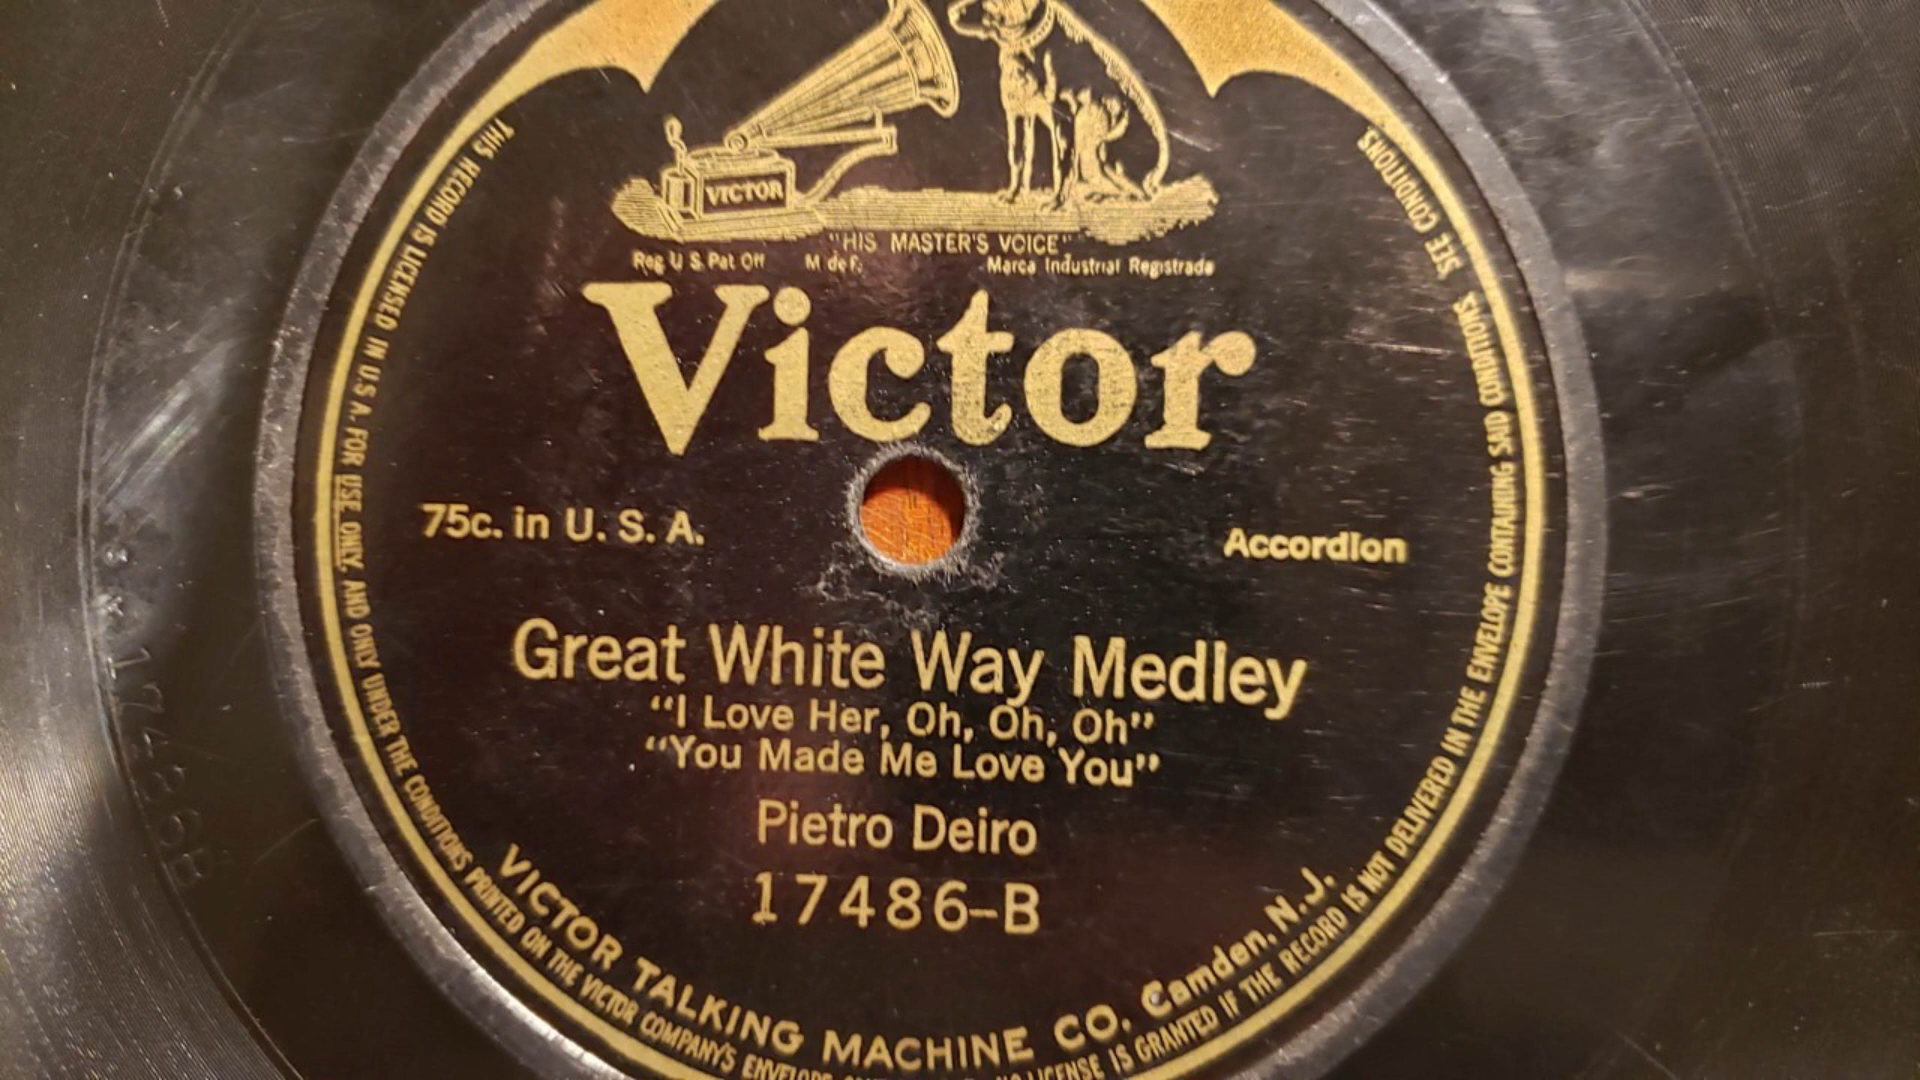 VICTOR
"HIS MASTER'S VOICE"
Reg U S Pat Off M de F. Marca Industrial Registrada
Victor
75c. in U. S. A.
Accordion
Great White Way Medley
"I Love Her, Oh, Oh, Oh"
"You Made Me Love You"
Pietro Deiro
17486-B
VICTOR TALKING MACHINE CO. Camden, N.J.
THIS RECORD IS LICENSED IN U.S.A. FOR USE ONLY, AND ONLY UNDER THE CONDITIONS PRINTED ON THE VICTOR COMPANY'S ENVELOPE
LICENSE IS GRANTED IF THE RECORD IS NOT DELIVERED IN THE ENVELOPE CONTAINING SAID CONDITIONS. SEE CONDITIONS